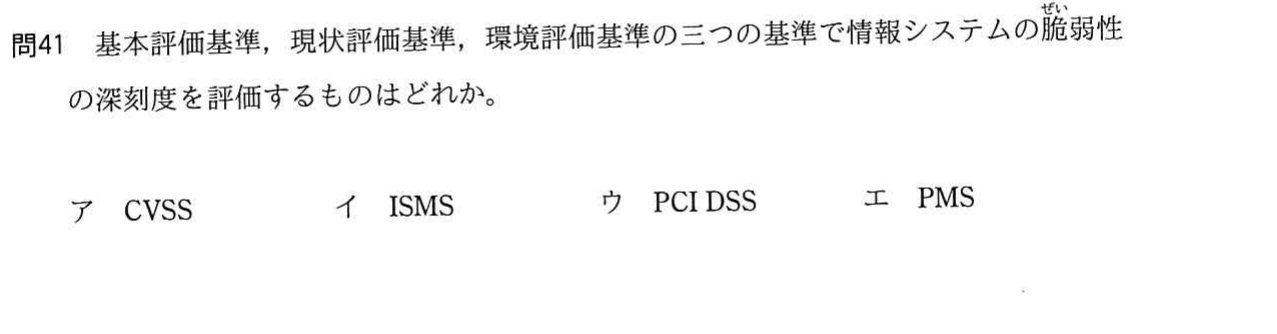 問41　基本評価基準，現状評価基準，環境評価基準の三つの基準で情報システムの脆弱性
ぜい
の深刻度を評価するものはどれか。
ア　CVSS　イ　ISMS　ウ　PCI DSS　エ　PMS